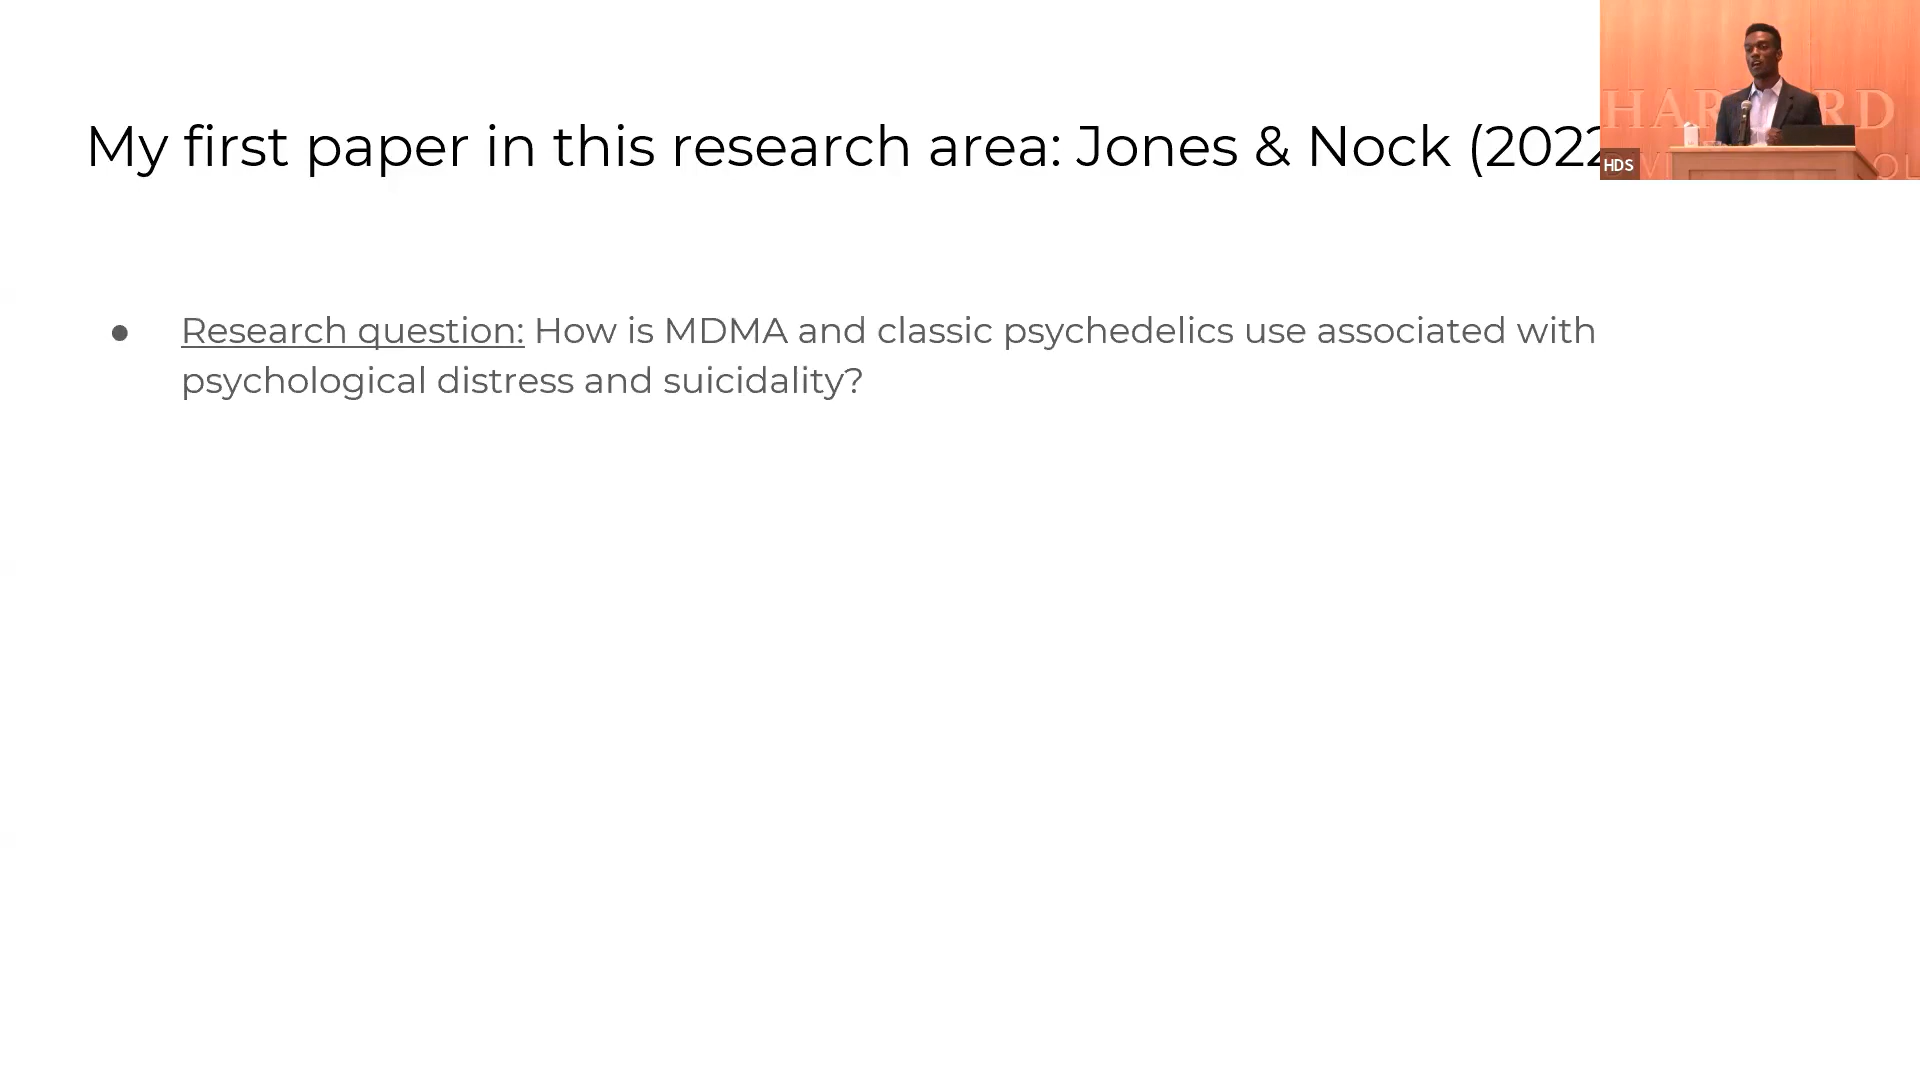 My first paper in this research area: Jones & Nock (2022
● Research question: How is MDMA and classic psychedelics use associated with
psychological distress and suicidality?
HDS